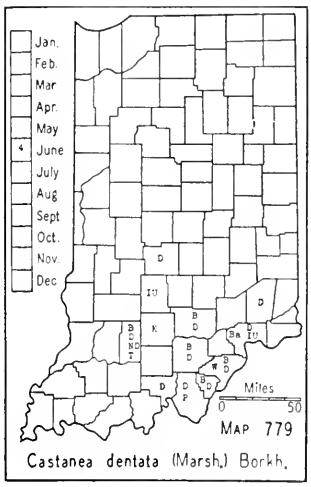 Jan.
Feb.
Mar
Apr.
May
4 June
July
Aug
Sept
Oct.
Nov.
Dec
D
IU
D
B
D
K
B
D
N D
T
Ba
D
IU
B
D
W
B
D
D
D
P
B
D
Miles
0 50
MAP 779
Castanea dentata (Marsh.) Borkh.